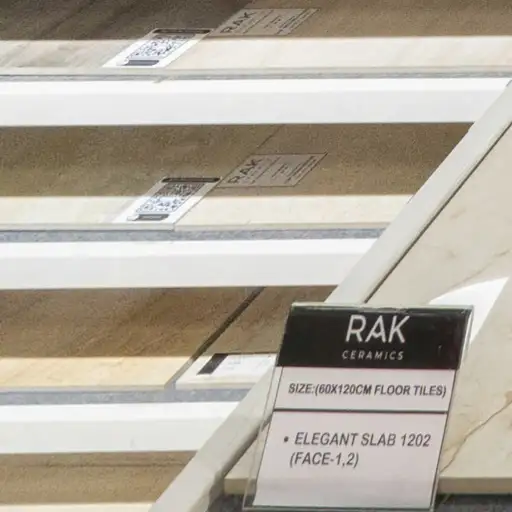 RAK
RAK
RAK
CERAMICS
SIZE:(60X120CM FLOOR TILES)
• ELEGANT SLAB 1202
(FACE-1,2)